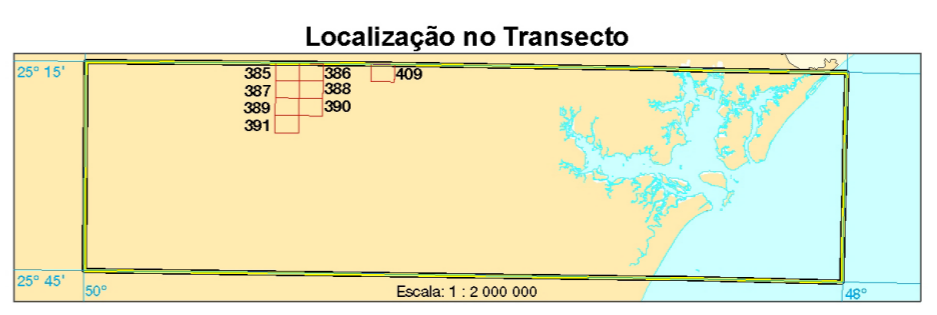 Localização no Transecto
25° 15'
385 386 409
387 388
389 390
391
25° 45'
50° Escala: 1 : 2 000 000 48°